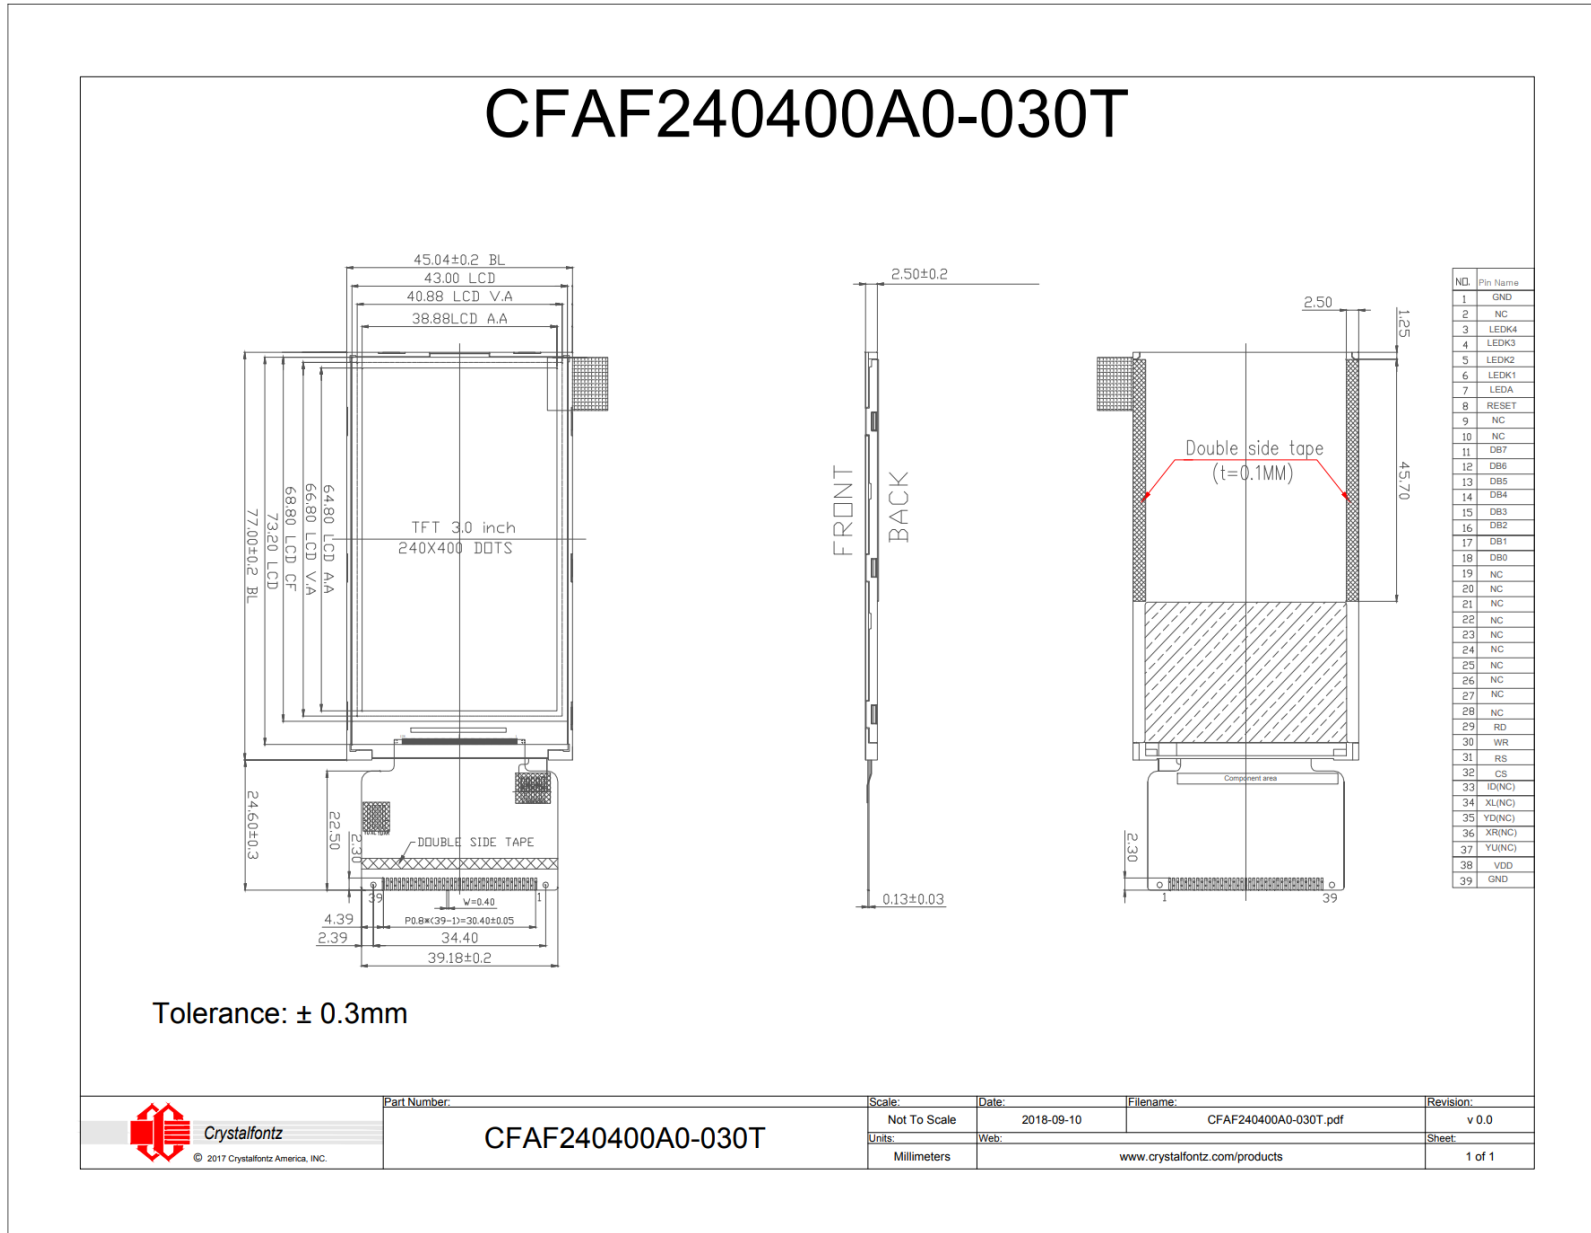 CFAF240400A0-030T
45.04±0.2 BL
43.00 LCD
40.88 LCD V.A
38.88LCD A.A
77.00±0.2 BL
73.20 LCD
68.80 LCD CF
66.80 LCD V.A
64.80 LCD A.A
TFT 3.0 inch
240X400 DOTS
24.60±0.3
22.50
2.30
DOUBLE SIDE TAPE
39
1
W=0.40
4.39
P0.8*(39-1)=30.40±0.05
2.39
34.40
39.18±0.2
2.50±0.2
FRONT
BACK
0.13±0.03
2.50
1.25
Double side tape
(t=0.1MM)
45.70
Component area
2.30
1
39
NO. Pin Name
1 GND
2 NC
3 LEDK4
4 LEDK3
5 LEDK2
6 LEDK1
7 LEDA
8 RESET
9 NC
10 NC
11 DB7
12 DB6
13 DB5
14 DB4
15 DB3
16 DB2
17 DB1
18 DB0
19 NC
20 NC
21 NC
22 NC
23 NC
24 NC
25 NC
26 NC
27 NC
28 NC
29 RD
30 WR
31 RS
32 CS
33 ID(NC)
34 XL(NC)
35 YD(NC)
36 XR(NC)
37 YU(NC)
38 VDD
39 GND
Tolerance: ± 0.3mm
Crystalfontz
© 2017 Crystalfontz America, INC.
Part Number:
CFAF240400A0-030T
Scale:
Not To Scale
Date:
2018-09-10
Filename:
CFAF240400A0-030T.pdf
Revision:
v 0.0
Units:
Millimeters
Web:
www.crystalfontz.com/products
Sheet:
1 of 1